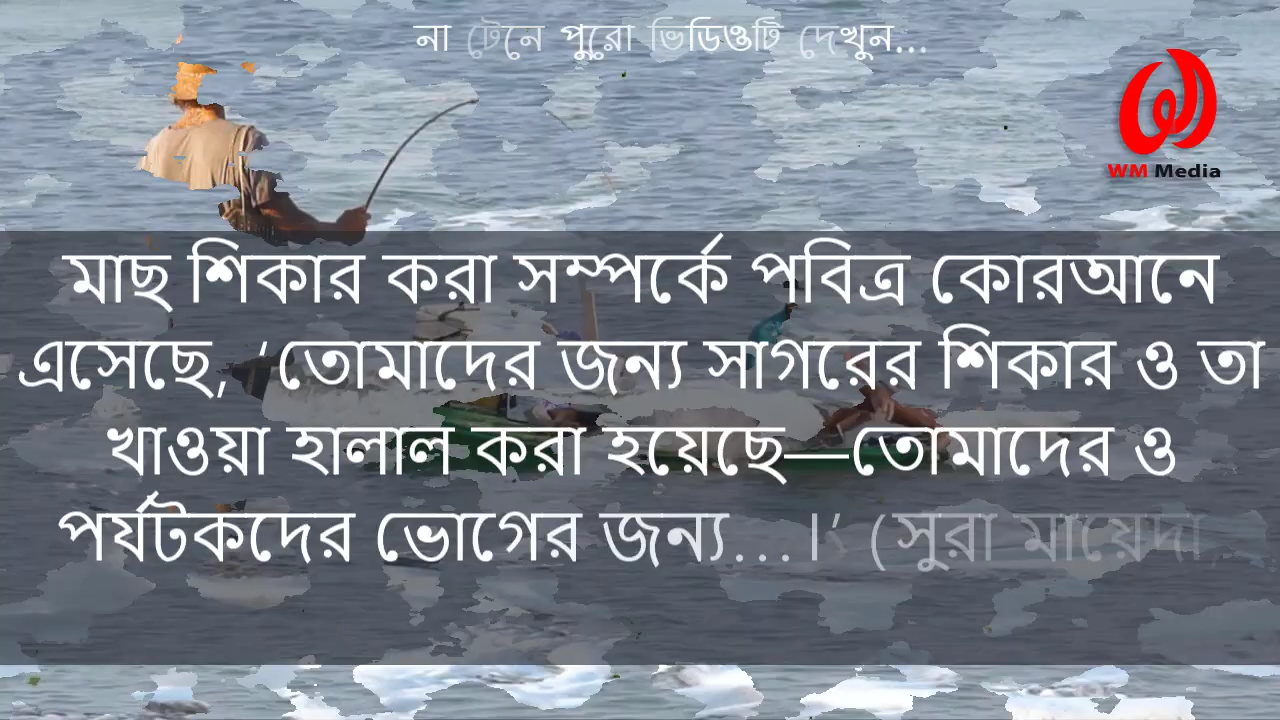 না টেনে পুরো ভিডিওটি দেখুন...
WM Media
মাছ শিকার করা সম্পর্কে পবিত্র কোরআনে
এসেছে, ‘তোমাদের জন্য সাগরের শিকার ও তা
খাওয়া হালাল করা হয়েছে—তোমাদের ও
পর্যটকদের ভোগের জন্য...।’ (সুরা মায়েদা,